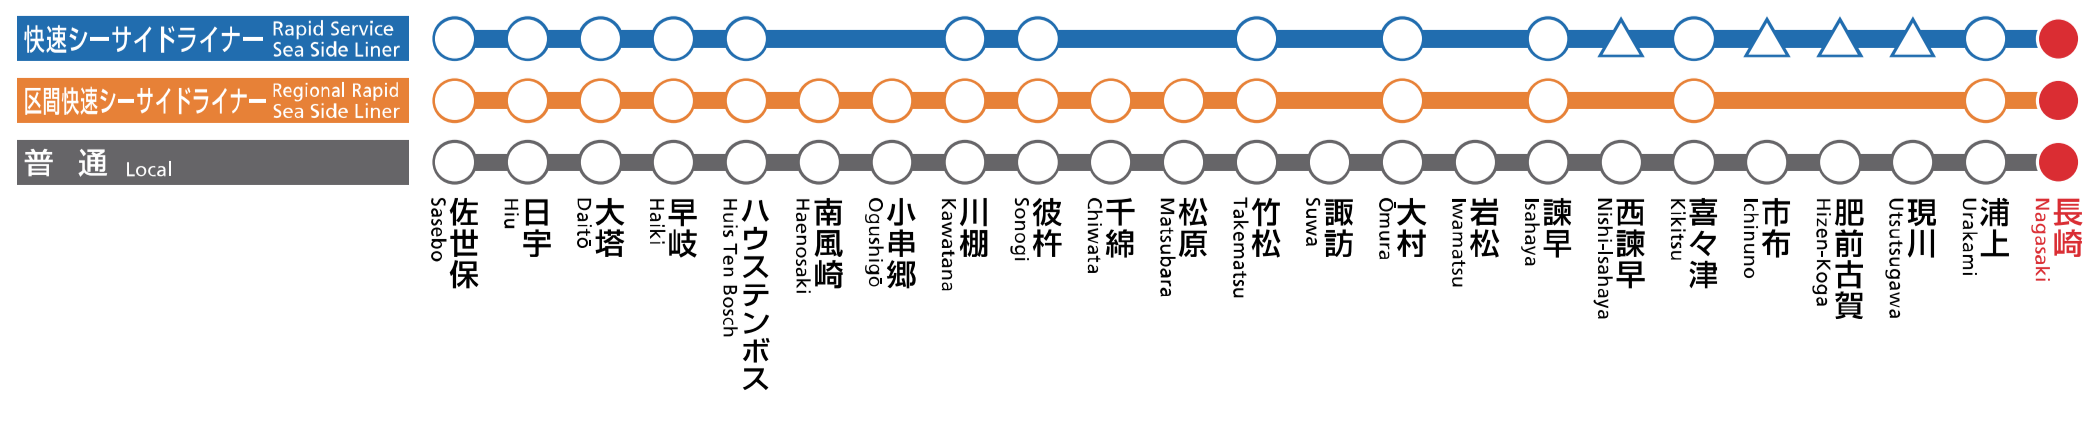 快速シーサイドライナー
Rapid Service
Sea Side Liner
区間快速シーサイドライナー
Regional Rapid
Sea Side Liner
普 通
Local
佐世保
Sasebo
日宇
Hiu
大塔
Daitō
早岐
Haiki
ハウステンボス
Huis Ten Bosch
南風崎
Haenosaki
小串郷
Ogushigō
川棚
Kawatana
彼杵
Sonogi
千綿
Chiwata
松原
Matsubara
竹松
Takematsu
諏訪
Suwa
大村
Ōmura
岩松
Iwamatsu
諫早
Isahaya
西諫早
Nishi-Isahaya
喜々津
Kikitsu
市布
Ichinuno
肥前古賀
Hizen-Koga
現川
Utsutsugawa
浦上
Urakami
長崎
Nagasaki